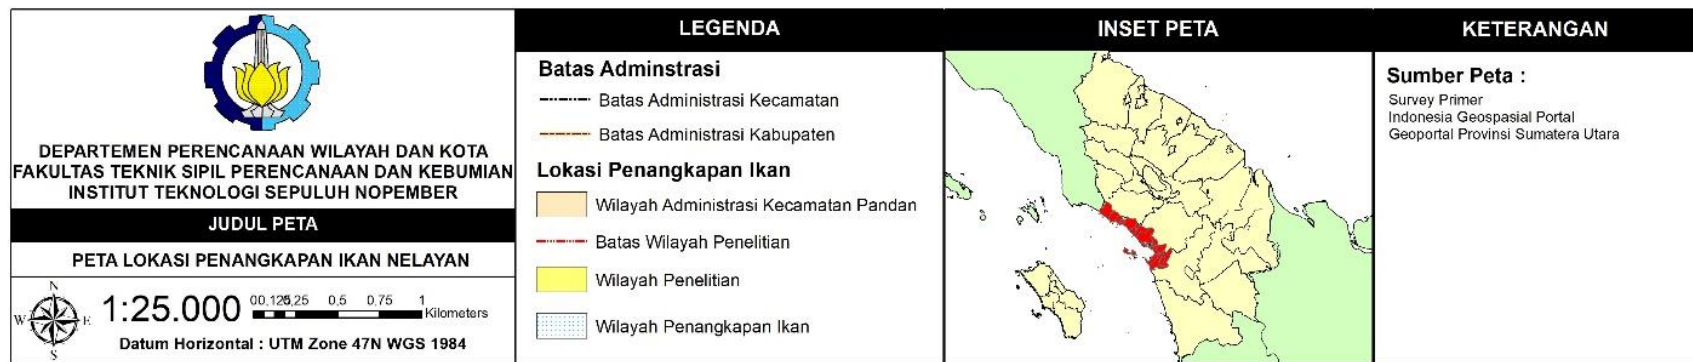 DEPARTEMEN PERENCANAAN WILAYAH DAN KOTA
FAKULTAS TEKNIK SIPIL PERENCANAAN DAN KEBUMIAN
INSTITUT TEKNOLOGI SEPULUH NOPEMBER
JUDUL PETA
PETA LOKASI PENANGKAPAN IKAN NELAYAN
N
W E
S
1:25.000
00,1250,25 0,5 0,75 1
Kilometers
Datum Horizontal : UTM Zone 47N WGS 1984
LEGENDA
Batas Adminstrasi
Batas Administrasi Kecamatan
Batas Administrasi Kabupaten
Lokasi Penangkapan Ikan
Wilayah Administrasi Kecamatan Pandan
Batas Wilayah Penelitian
Wilayah Penelitian
Wilayah Penangkapan Ikan
INSET PETA
KETERANGAN
Sumber Peta :
Survey Primer
Indonesia Geospasial Portal
Geoportal Provinsi Sumatera Utara